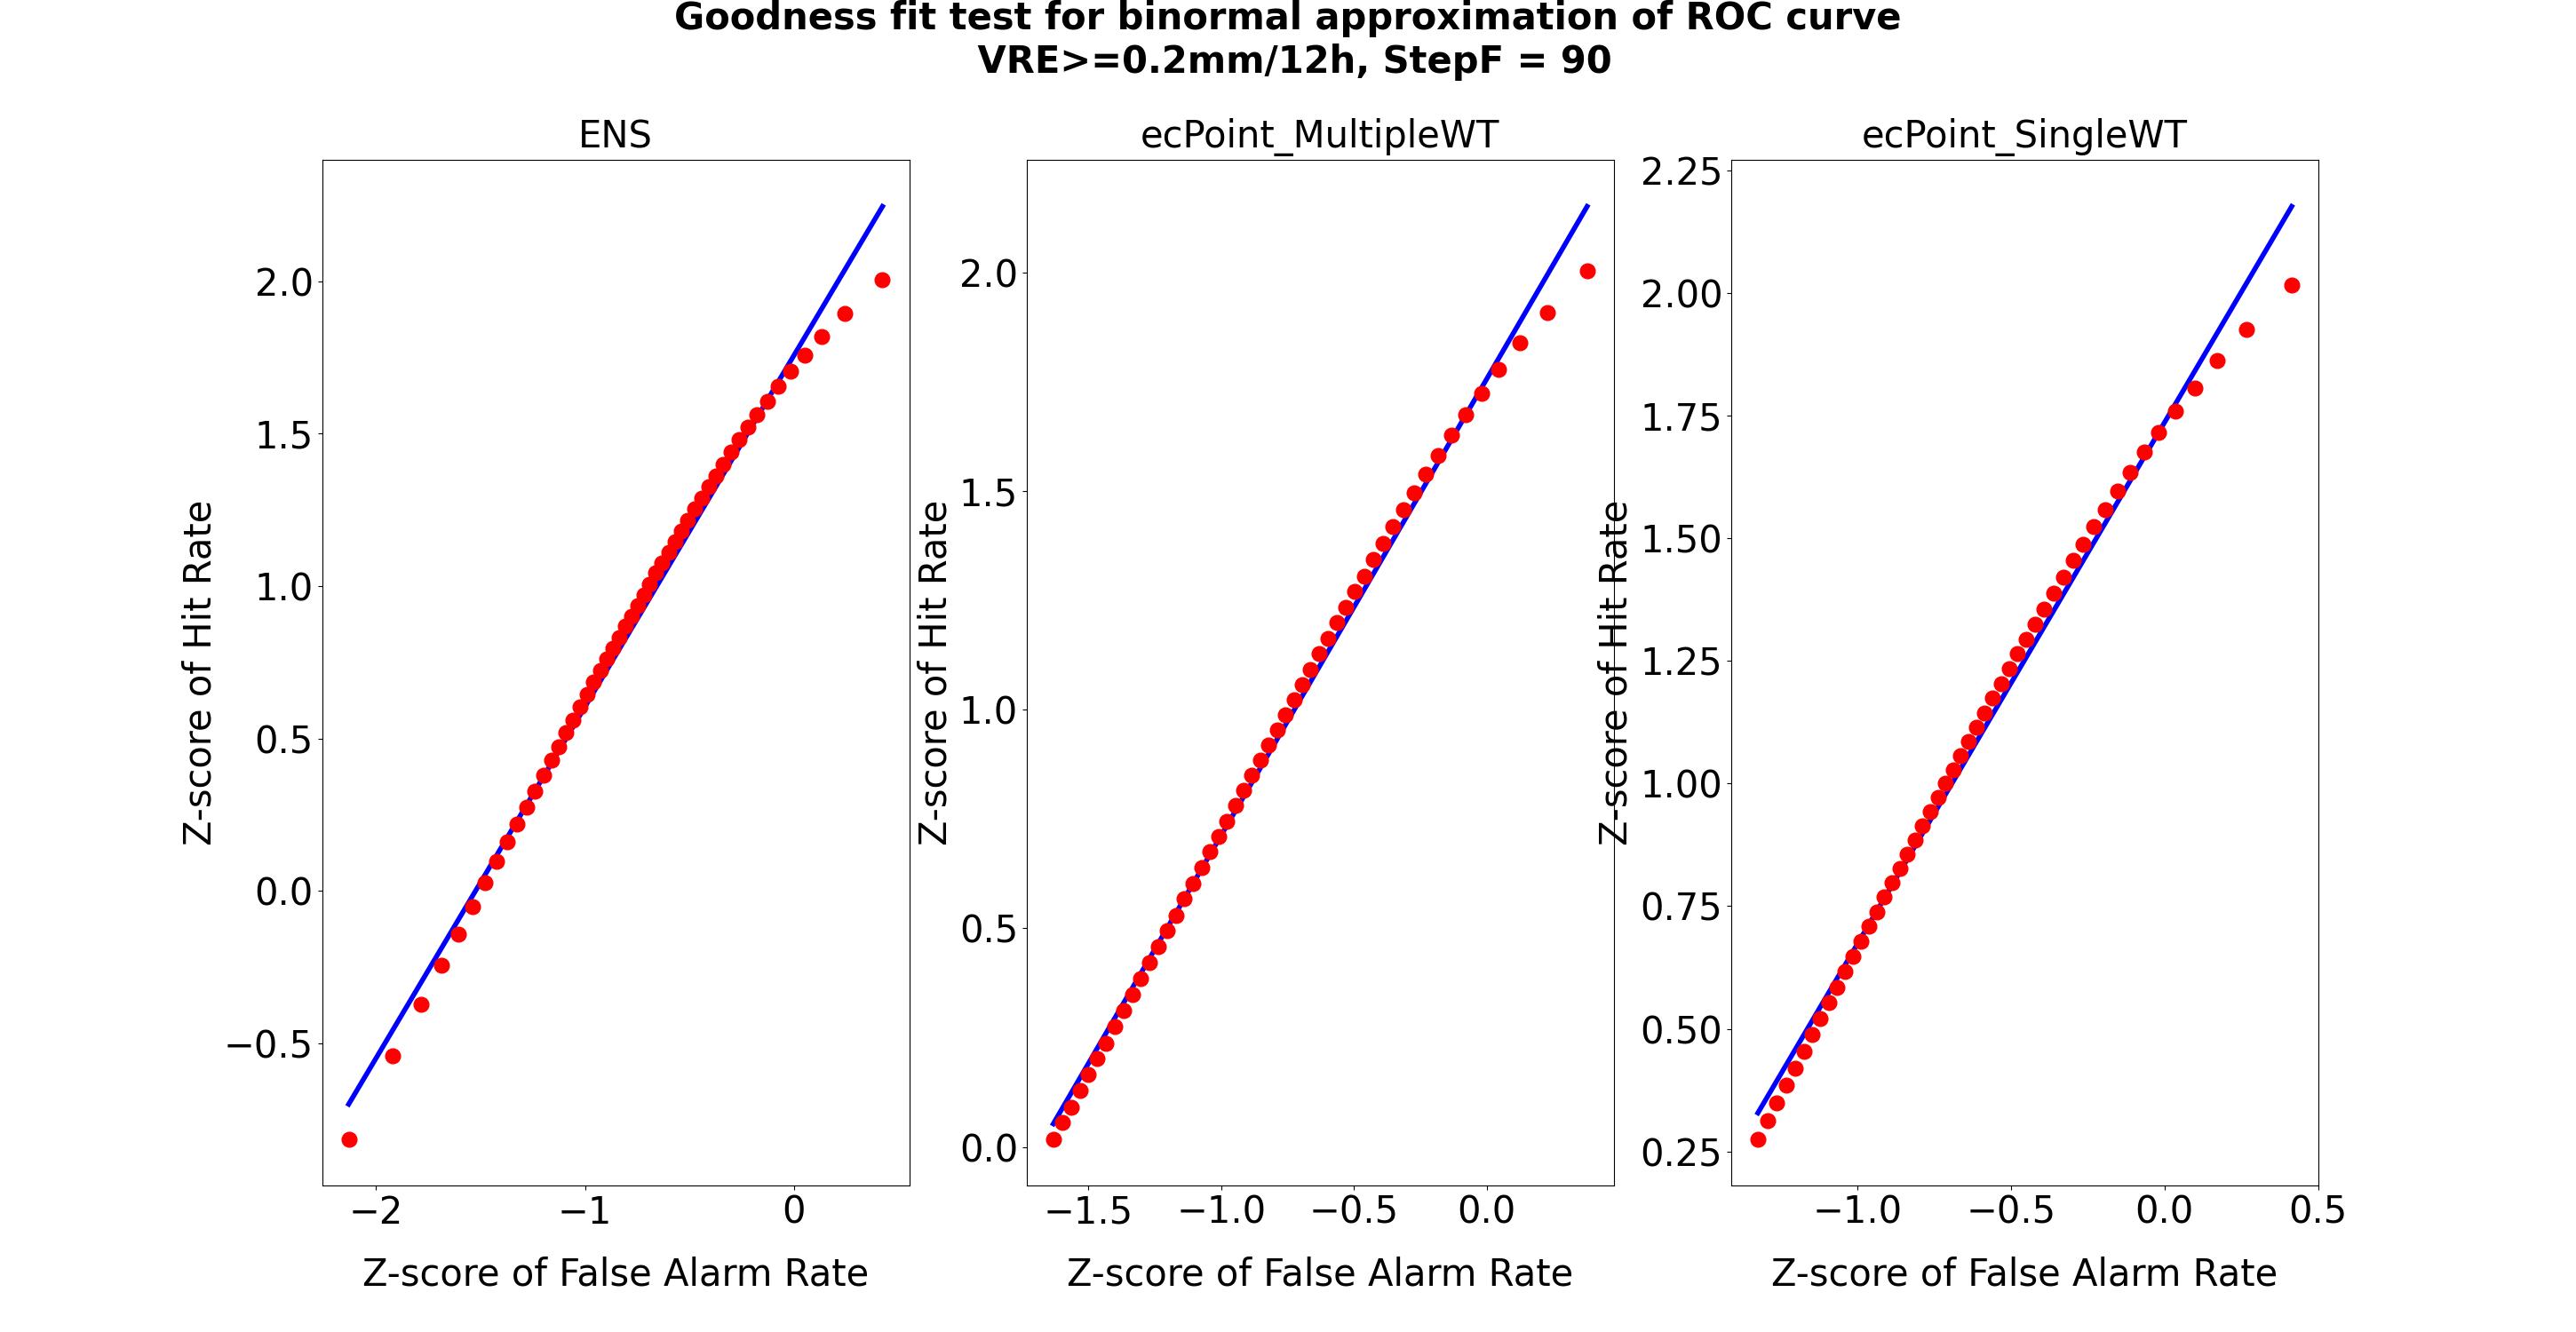 Goodness fit test for binormal approximation of ROC curve
VRE>=0.2mm/12h, StepF = 90
ENS
2.0
1.5
1.0
0.5
0.0
−0.5
Z-score of Hit Rate
−2
−1
0
Z-score of False Alarm Rate
ecPoint_MultipleWT
2.0
1.5
1.0
0.5
0.0
Z-score of Hit Rate
−1.5
−1.0
−0.5
0.0
Z-score of False Alarm Rate
ecPoint_SingleWT
2.25
2.00
1.75
1.50
1.25
1.00
0.75
0.50
0.25
Z-score of Hit Rate
−1.0
−0.5
0.0
0.5
Z-score of False Alarm Rate